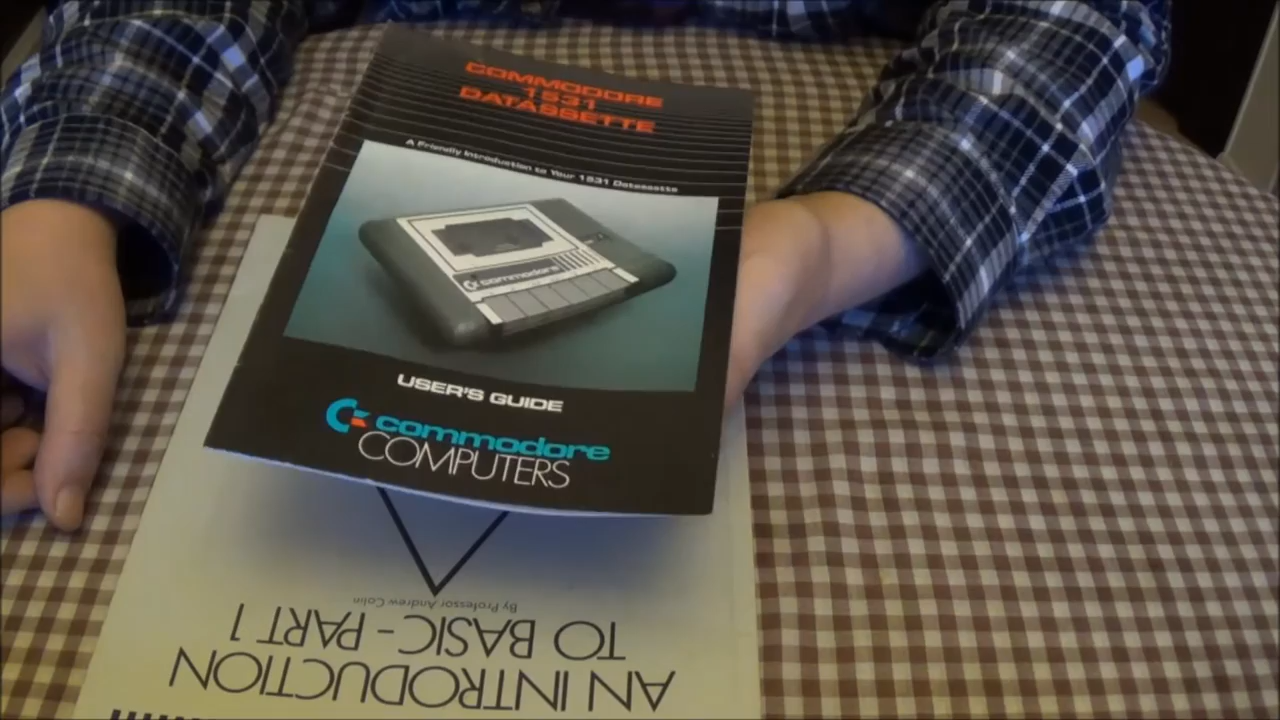 COMMODORE
1531
DATASSETTE
A Friendly Introduction to Your 1531 Datassette
commodore
USER'S GUIDE
commodore
COMPUTERS
AN INTRODUCTION
TO BASIC - PART 1
By Professor Andrew Colin